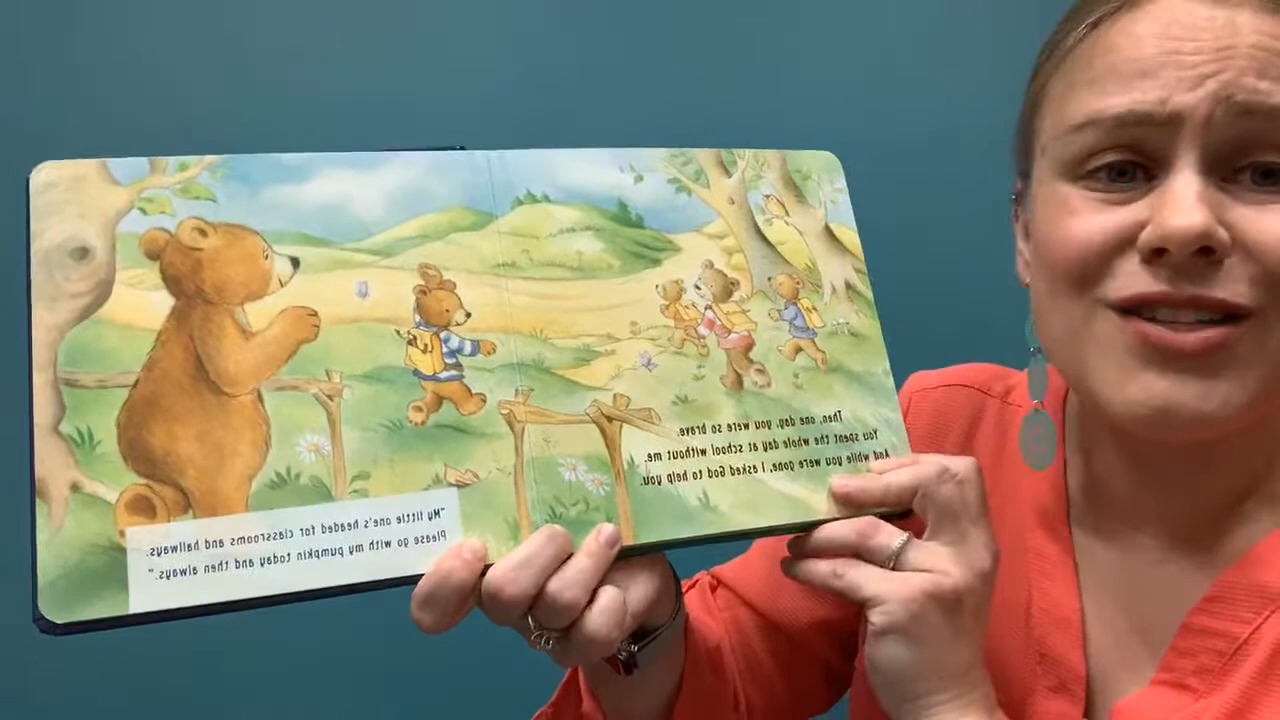 Then, one day, you were so brave.
You spent the whole day at school without me.
And while you were gone, I asked God to help you.
"My little one's headed for classrooms and hallways.
Please go with my pumpkin today and then always."